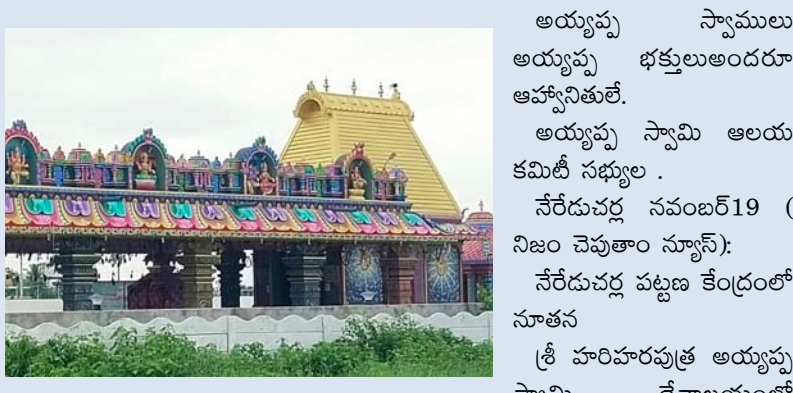 అయ్యప్ప స్వాములు
అయ్యప్ప భక్తులుఅందరూ
ఆహ్వానితులే.
అయ్యప్ప స్వామి ఆలయ
కమిటీ సభ్యుల .
నేరేడుచర్ల నవంబర్19 (
నిజం చెపుతాం న్యూస్):
నేరేడుచర్ల పట్టణ కేంద్రంలో
నూతన
శ్రీ హరిహరపుత్ర అయ్యప్ప